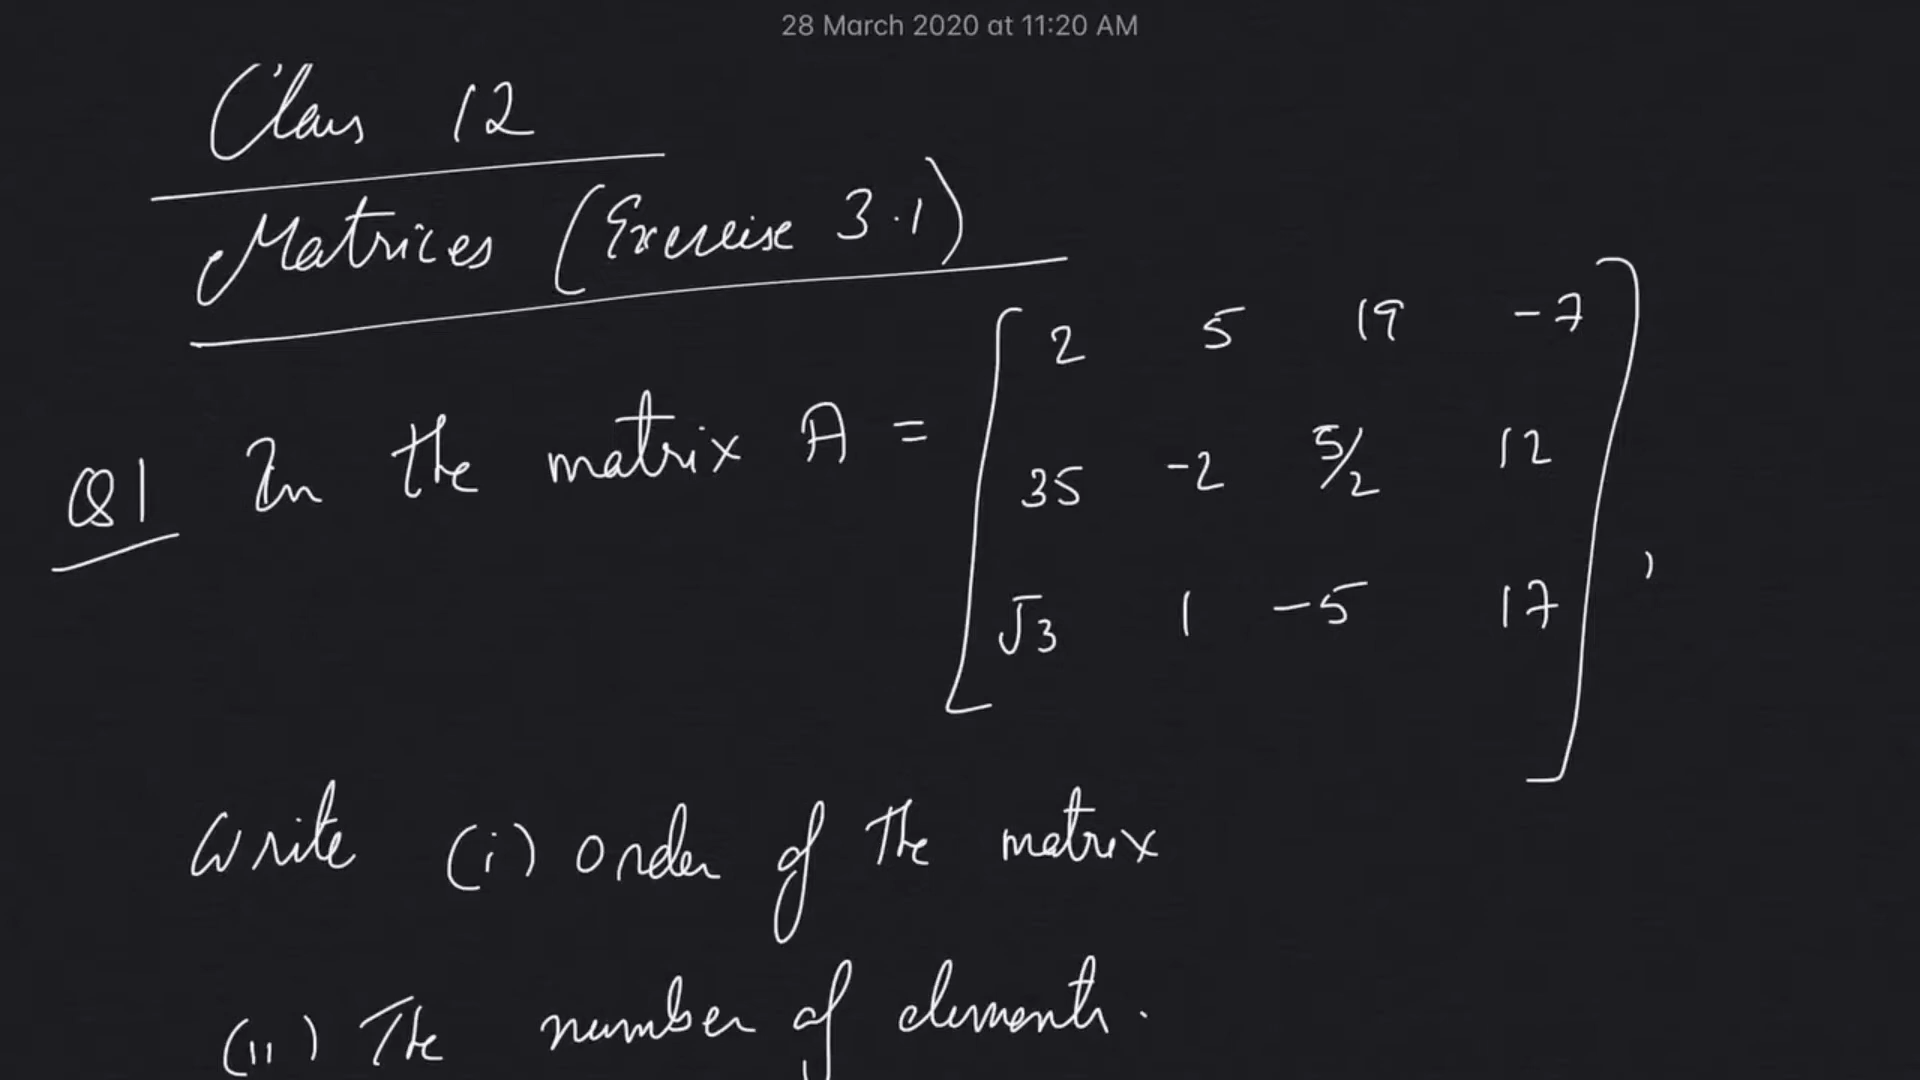 28 March 2020 at 11:20 AM
Class 12
Matrices (Exercise 3.1)
Q1 In the matrix A = [ 2 5 19 -7
35 -2 5/2 12
√3 1 -5 17 ] ,
Write (i) order of the matrix
(ii) The number of elements.